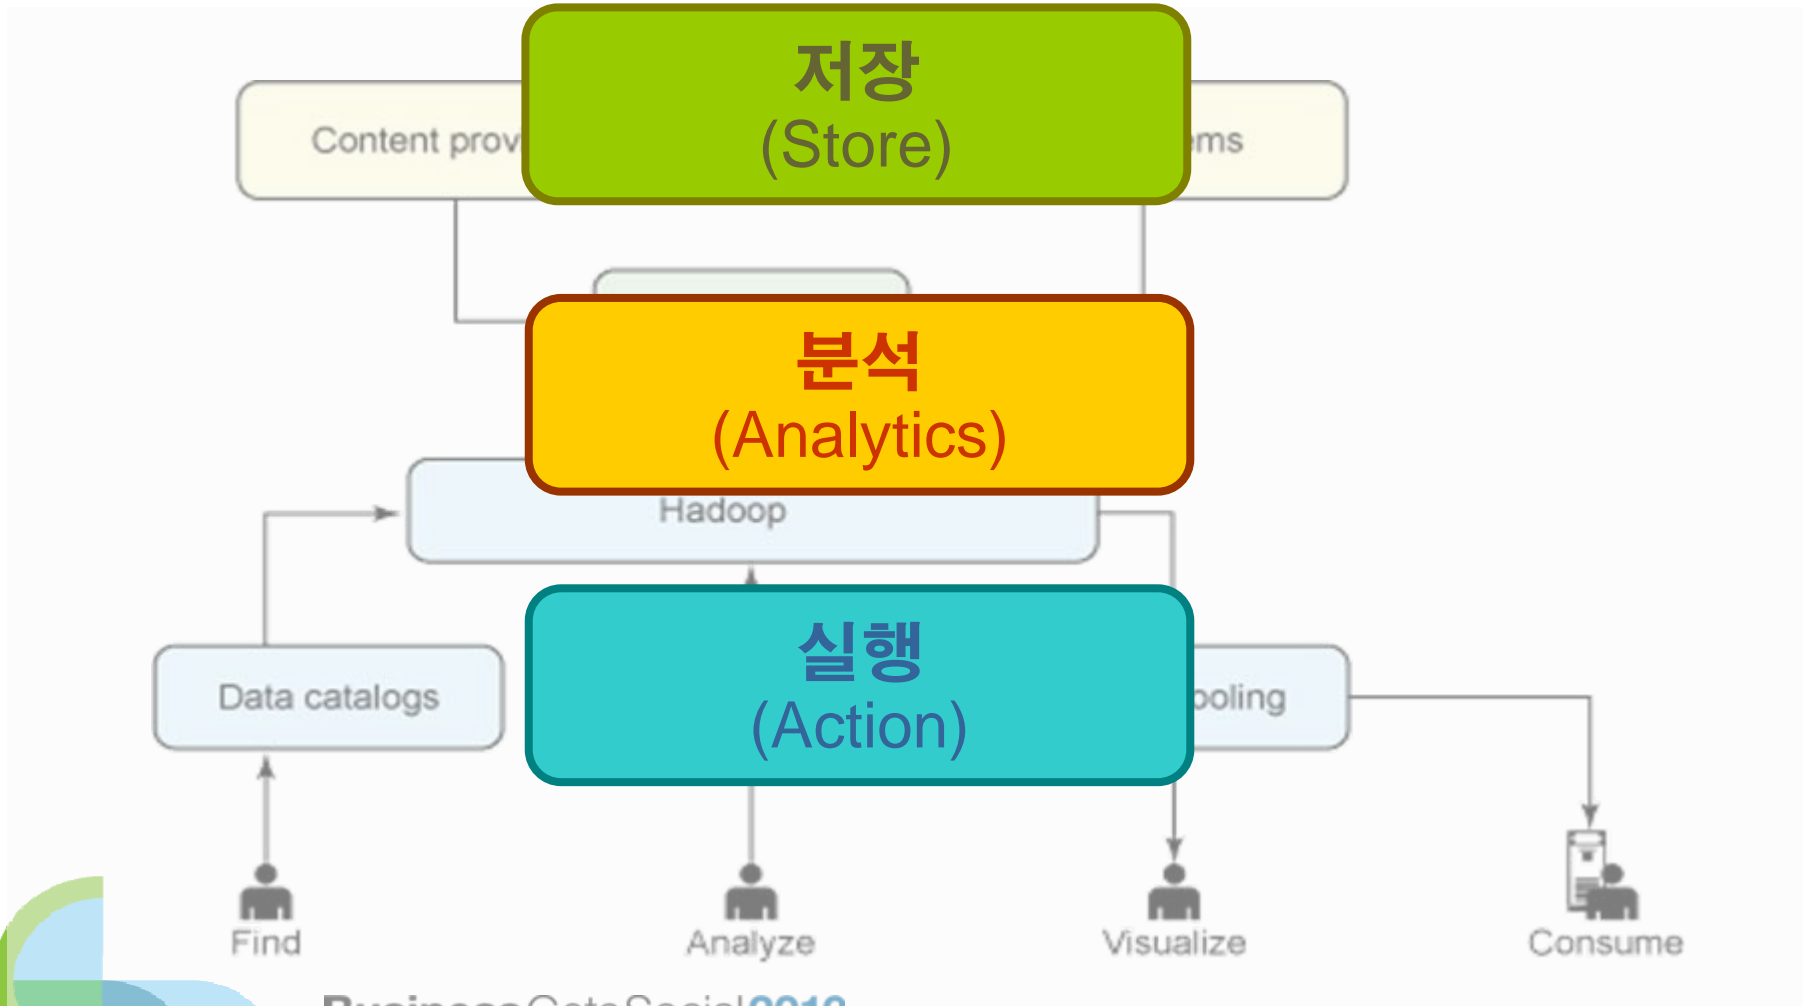 저장
(Store)
Content prov
ems
분석
(Analytics)
Hadoop
실행
(Action)
Data catalogs
ooling
Find
Analyze
Visualize
Consume
BusinessGetsSocial2012